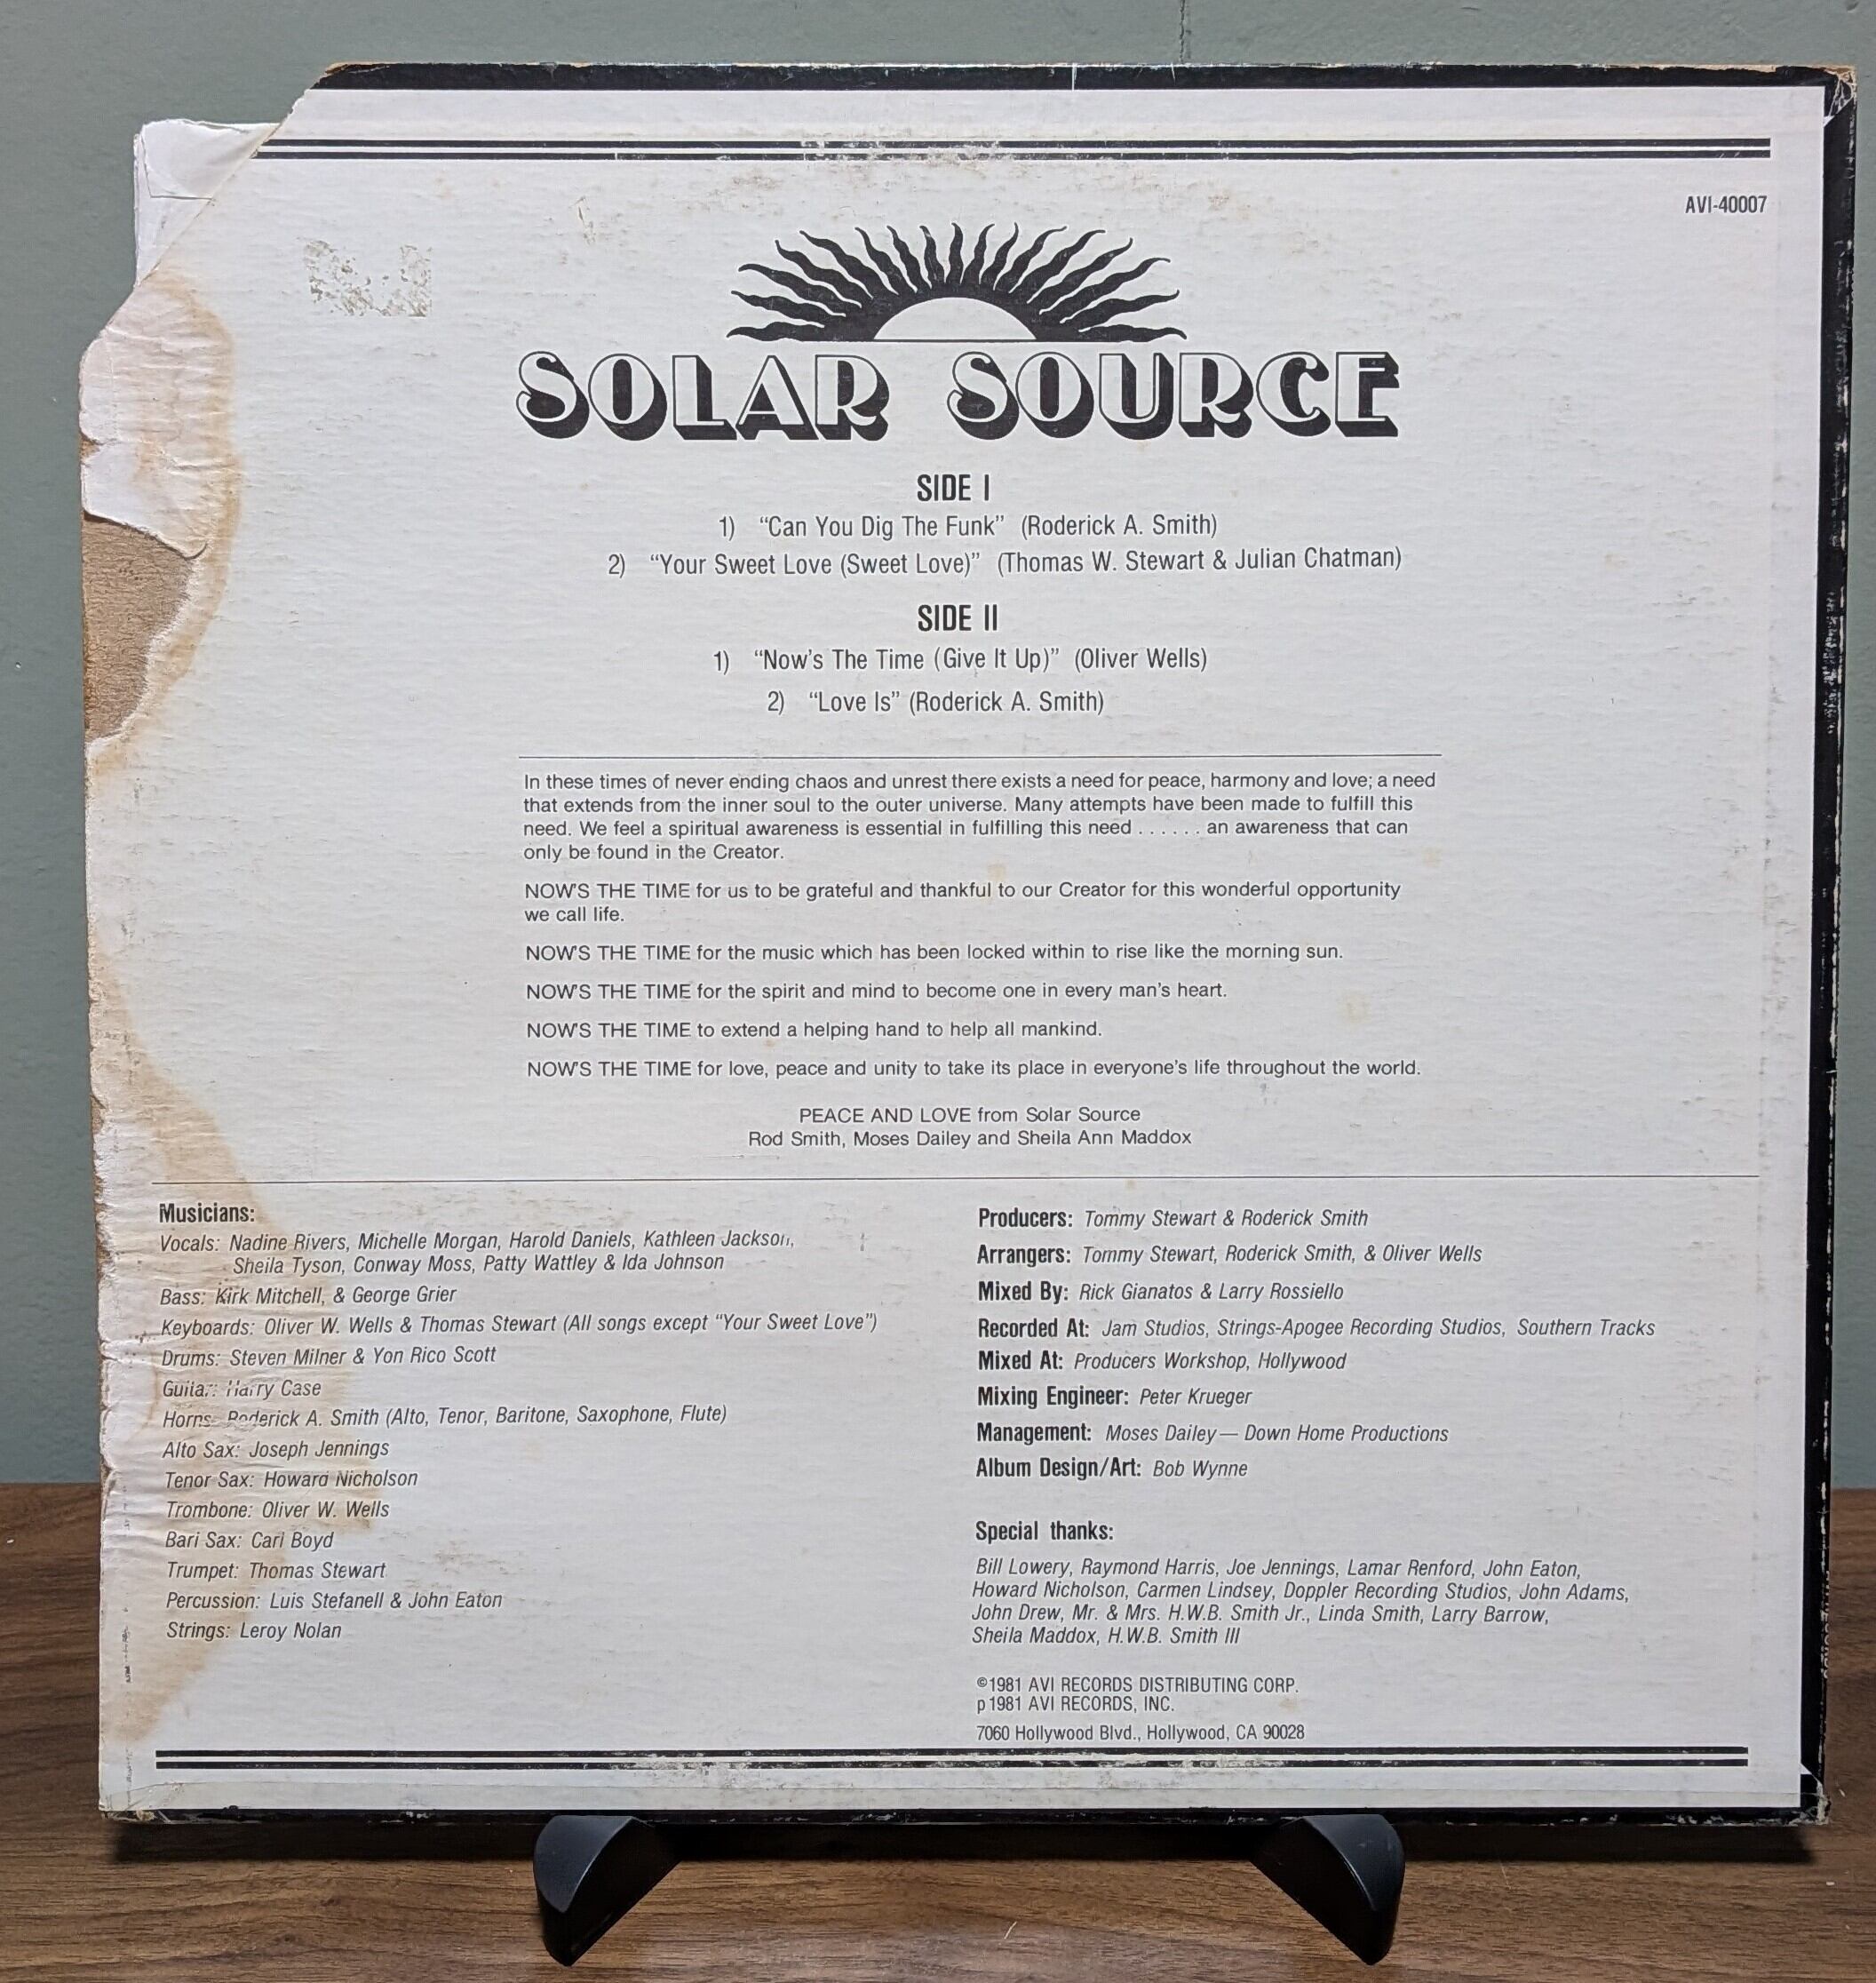 AVI-40007
SOLAR SOURCE
SIDE I
1) “Can You Dig The Funk” (Roderick A. Smith)
2) “Your Sweet Love (Sweet Love)” (Thomas W. Stewart & Julian Chatman)
SIDE II
1) “Now's The Time (Give It Up)” (Oliver Wells)
2) “Love Is” (Roderick A. Smith)
In these times of never ending chaos and unrest there exists a need for peace, harmony and love; a need
that extends from the inner soul to the outer universe. Many attempts have been made to fulfill this
need. We feel a spiritual awareness is essential in fulfilling this need . . . . . . an awareness that can
only be found in the Creator.
NOW'S THE TIME for us to be grateful and thankful to our Creator for this wonderful opportunity
we call life.
NOW'S THE TIME for the music which has been locked within to rise like the morning sun.
NOW'S THE TIME for the spirit and mind to become one in every man's heart.
NOW'S THE TIME to extend a helping hand to help all mankind.
NOW'S THE TIME for love, peace and unity to take its place in everyone's life throughout the world.
PEACE AND LOVE from Solar Source
Rod Smith, Moses Dailey and Sheila Ann Maddox
Musicians:
Vocals: Nadine Rivers, Michelle Morgan, Harold Daniels, Kathleen Jackson,
Sheila Tyson, Conway Moss, Patty Wattley & Ida Johnson
Bass: Kirk Mitchell, & George Grier
Keyboards: Oliver W. Wells & Thomas Stewart (All songs except “Your Sweet Love”)
Drums: Steven Milner & Yon Rico Scott
Guitar: Harry Case
Horns: Roderick A. Smith (Alto, Tenor, Baritone, Saxophone, Flute)
Alto Sax: Joseph Jennings
Tenor Sax: Howard Nicholson
Trombone: Oliver W. Wells
Bari Sax: Carl Boyd
Trumpet: Thomas Stewart
Percussion: Luis Stefanell & John Eaton
Strings: Leroy Nolan
Producers: Tommy Stewart & Roderick Smith
Arrangers: Tommy Stewart, Roderick Smith, & Oliver Wells
Mixed By: Rick Gianatos & Larry Rossiello
Recorded At: Jam Studios, Strings-Apogee Recording Studios, Southern Tracks
Mixed At: Producers Workshop, Hollywood
Mixing Engineer: Peter Krueger
Management: Moses Dailey — Down Home Productions
Album Design/Art: Bob Wynne
Special thanks:
Bill Lowery, Raymond Harris, Joe Jennings, Lamar Renford, John Eaton,
Howard Nicholson, Carmen Lindsey, Doppler Recording Studios, John Adams,
John Drew, Mr. & Mrs. H.W.B. Smith Jr., Linda Smith, Larry Barrow,
Sheila Maddox, H.W.B. Smith III
©1981 AVI RECORDS DISTRIBUTING CORP.
p 1981 AVI RECORDS, INC.
7060 Hollywood Blvd., Hollywood, CA 90028